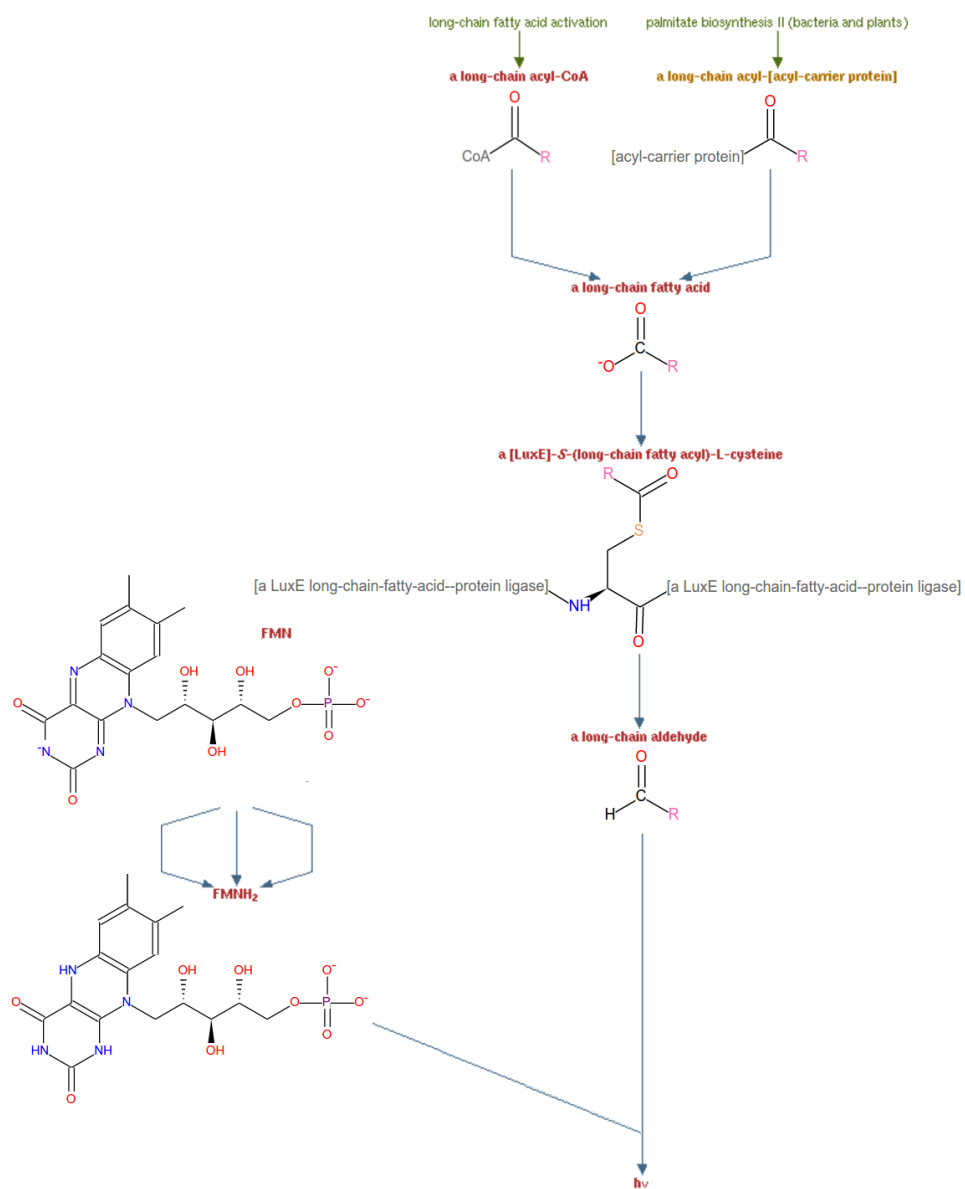 long-chain fatty acid activation
palmitate biosynthesis II (bacteria and plants)
a long-chain acyl-CoA
a long-chain acyl-[acyl-carrier protein]
O
O
CoA
R
[acyl-carrier protein]
R
a long-chain fatty acid
O
C
⁻O
R
a [LuxE]-S-(long-chain fatty acyl)-L-cysteine
R
O
S
[a LuxE long-chain-fatty-acid--protein ligase]
[a LuxE long-chain-fatty-acid--protein ligase]
NH
O
FMN
N
OH
OH
O⁻
O
N
O
P
O⁻
OH
O
⁻N
N
O
a long-chain aldehyde
O
C
H
R
FMNH₂
HN
OH
OH
O⁻
O
N
O
P
O⁻
OH
O
HN
NH
O
hν